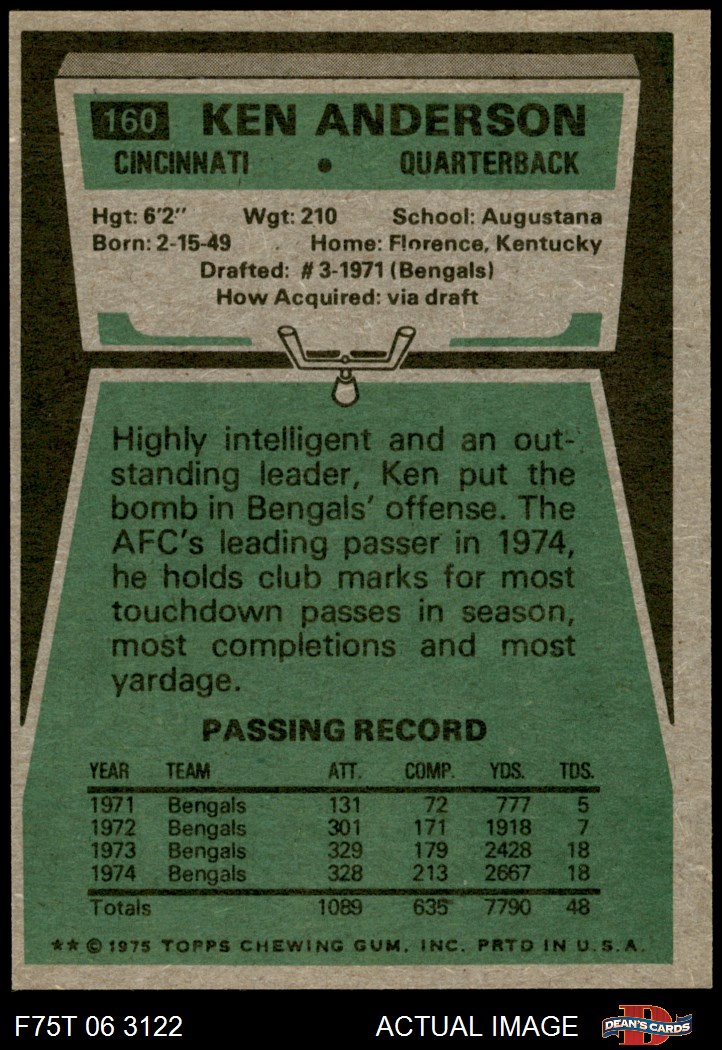 160 KEN ANDERSON
CINCINNATI • QUARTERBACK
Hgt: 6'2" Wgt: 210 School: Augustana
Born: 2-15-49 Home: Florence, Kentucky
Drafted: #3-1971 (Bengals)
How Acquired: via draft
Highly intelligent and an out-
standing leader, Ken put the
bomb in Bengals' offense. The
AFC's leading passer in 1974,
he holds club marks for most
touchdown passes in season,
most completions and most
yardage.
PASSING RECORD
YEAR TEAM ATT. COMP. YDS. TDS.
1971 Bengals 131 72 777 5
1972 Bengals 301 171 1918 7
1973 Bengals 329 179 2428 18
1974 Bengals 328 213 2667 18
Totals 1089 635 7790 48
** © 1975 TOPPS CHEWING GUM, INC. PRTD IN U.S.A.
F75T 06 3122 ACTUAL IMAGE D DEAN'S CARDS